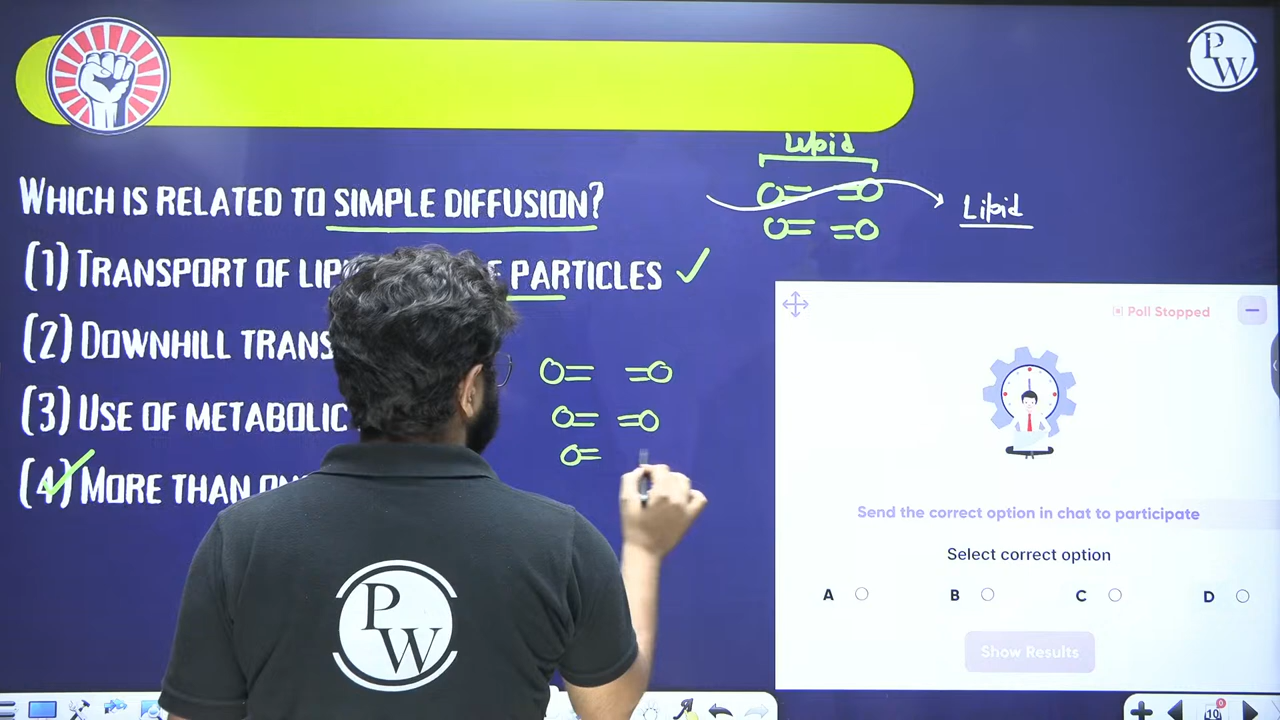 PW
Lipid
WHICH IS RELATED TO SIMPLE DIFFUSION?
Lipid
(1) TRANSPORT OF PARTICLES ✓
Poll Stopped
(2) DOWNHILL
(3) USE OF METABOLIC
(4) MORE THAN
Send the correct option in chat to participate
Select correct option
A B C D
PW
Show Results
10